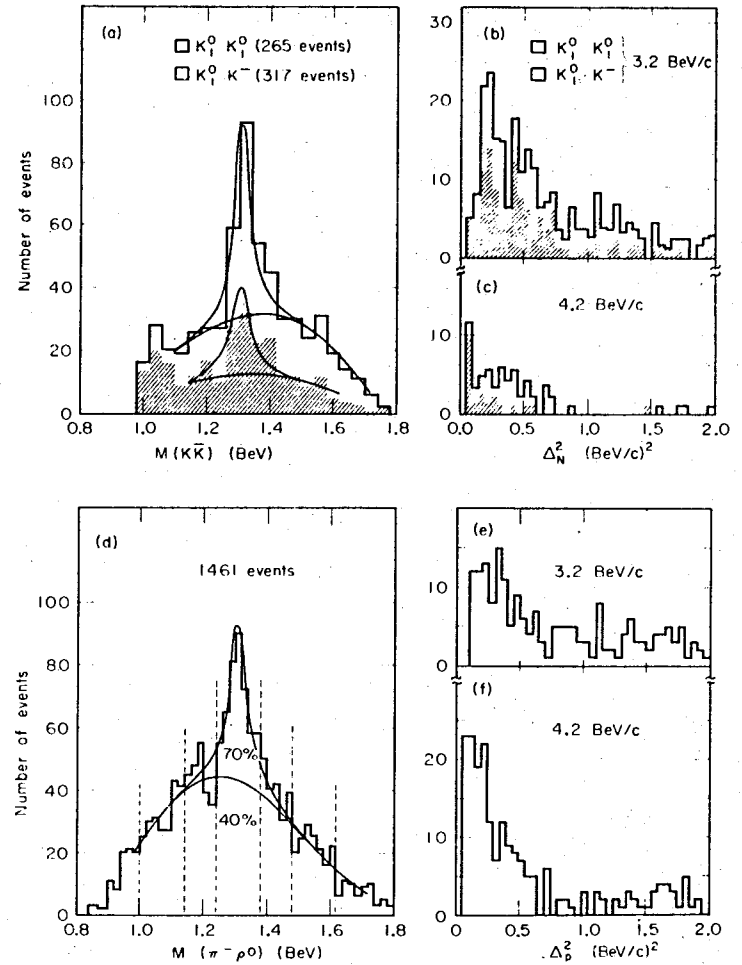 (a)
K₁⁰ K₁⁰ (265 events)
K₁⁰ K⁻ (317 events)
100
80
60
40
20
0
Number of events
0.8 1.0 1.2 1.4 1.6 1.8
M (KK̅) (BeV)
(b)
K₁⁰ K₁⁰
K₁⁰ K⁻
3.2 BeV/c
30
20
10
0
(c)
4.2 BeV/c
10
0
0.0 0.5 1.0 1.5 2.0
Δ²_N (BeV/c)²
(d)
1461 events
100
80
60
40
20
0
70%
40%
Number of events
0.8 1.0 1.2 1.4 1.6 1.8
M (π⁻ρ⁰) (BeV)
(e)
3.2 BeV/c
10
0
(f)
4.2 BeV/c
20
10
0
0.0 0.5 1.0 1.5 2.0
Δ²_p (BeV/c)²